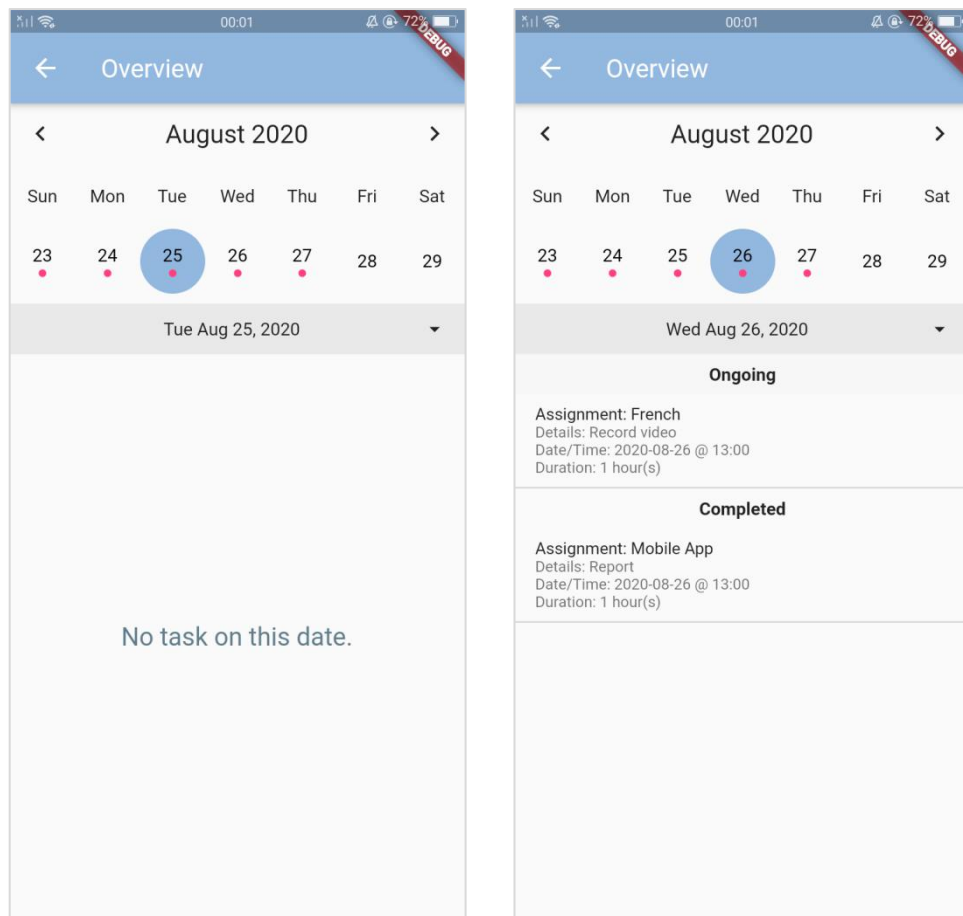 00:01
72%
DEBUG
Overview
August 2020
Sun Mon Tue Wed Thu Fri Sat
23 24 25 26 27 28 29
Tue Aug 25, 2020
No task on this date.
00:01
72%
DEBUG
Overview
August 2020
Sun Mon Tue Wed Thu Fri Sat
23 24 25 26 27 28 29
Wed Aug 26, 2020
Ongoing
Assignment: French
Details: Record video
Date/Time: 2020-08-26 @ 13:00
Duration: 1 hour(s)
Completed
Assignment: Mobile App
Details: Report
Date/Time: 2020-08-26 @ 13:00
Duration: 1 hour(s)